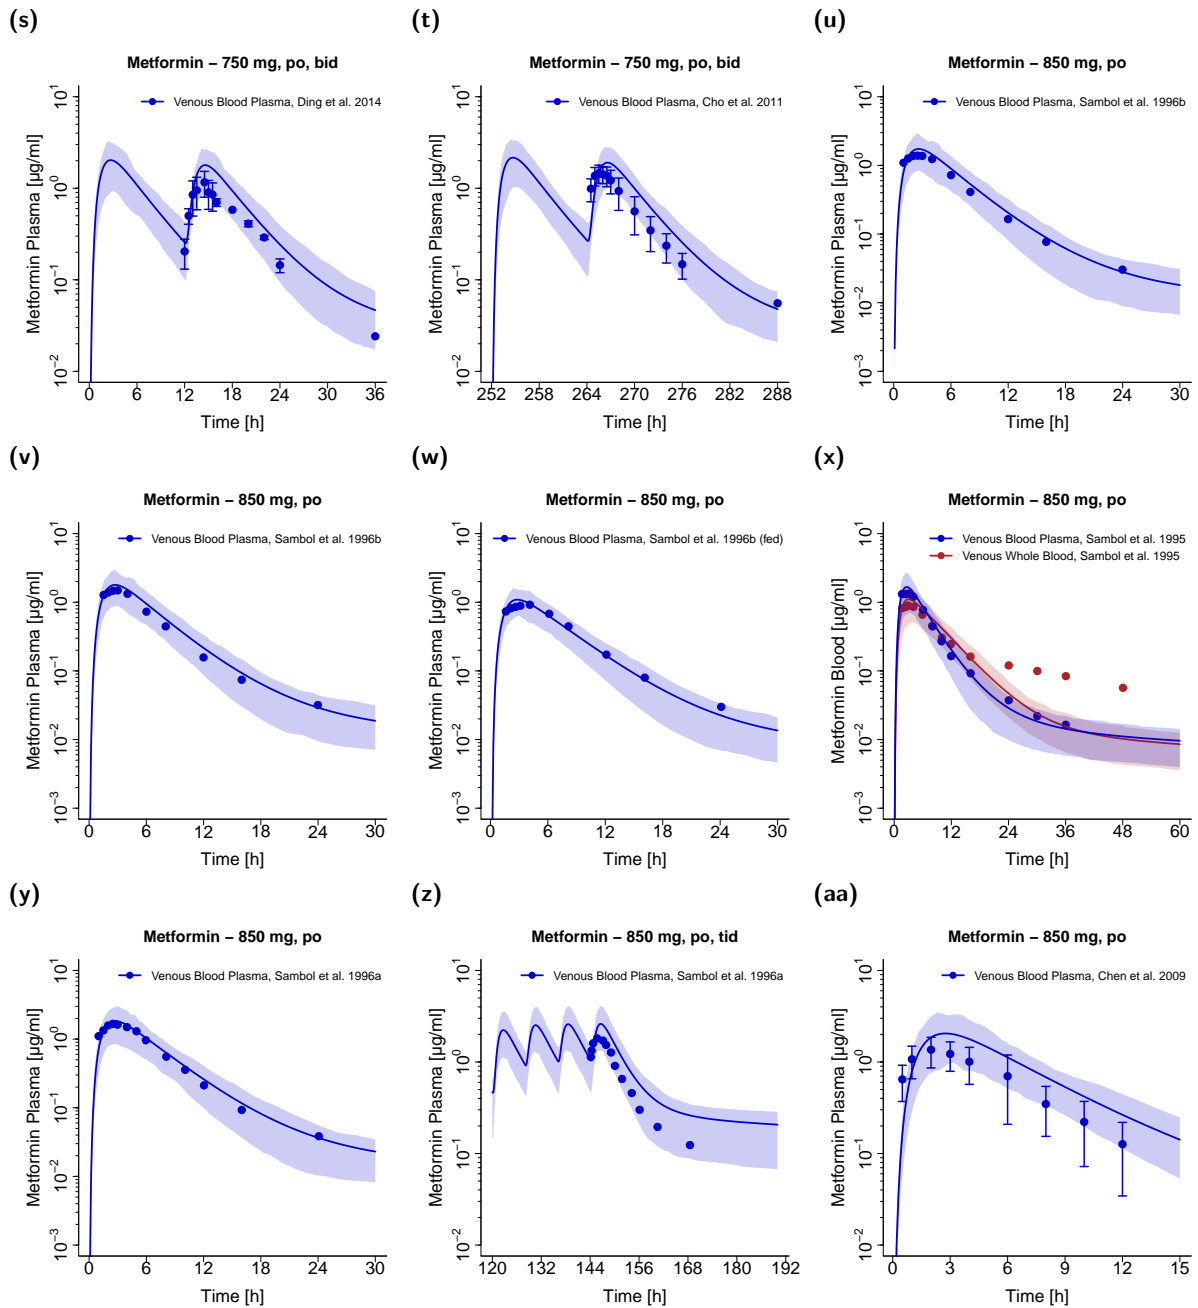 (s)
Metformin − 750 mg, po, bid
Venous Blood Plasma, Ding et al. 2014
Metformin Plasma [µg/ml]
10^1
10^0
10^−1
10^−2
0 6 12 18 24 30 36
Time [h]
(t)
Metformin − 750 mg, po, bid
Venous Blood Plasma, Cho et al. 2011
Metformin Plasma [µg/ml]
10^1
10^0
10^−1
10^−2
252 258 264 270 276 282 288
Time [h]
(u)
Metformin − 850 mg, po
Venous Blood Plasma, Sambol et al. 1996b
Metformin Plasma [µg/ml]
10^1
10^0
10^−1
10^−2
10^−3
0 6 12 18 24 30
Time [h]
(v)
Metformin − 850 mg, po
Venous Blood Plasma, Sambol et al. 1996b
Metformin Plasma [µg/ml]
10^1
10^0
10^−1
10^−2
10^−3
0 6 12 18 24 30
Time [h]
(w)
Metformin − 850 mg, po
Venous Blood Plasma, Sambol et al. 1996b (fed)
Metformin Plasma [µg/ml]
10^1
10^0
10^−1
10^−2
10^−3
0 6 12 18 24 30
Time [h]
(x)
Metformin − 850 mg, po
Venous Blood Plasma, Sambol et al. 1995
Venous Whole Blood, Sambol et al. 1995
Metformin Blood [µg/ml]
10^1
10^0
10^−1
10^−2
10^−3
0 12 24 36 48 60
Time [h]
(y)
Metformin − 850 mg, po
Venous Blood Plasma, Sambol et al. 1996a
Metformin Plasma [µg/ml]
10^1
10^0
10^−1
10^−2
10^−3
0 6 12 18 24 30
Time [h]
(z)
Metformin − 850 mg, po, tid
Venous Blood Plasma, Sambol et al. 1996a
Metformin Plasma [µg/ml]
10^1
10^0
10^−1
10^−2
120 132 144 156 168 180 192
Time [h]
(aa)
Metformin − 850 mg, po
Venous Blood Plasma, Chen et al. 2009
Metformin Plasma [µg/ml]
10^1
10^0
10^−1
10^−2
0 3 6 9 12 15
Time [h]